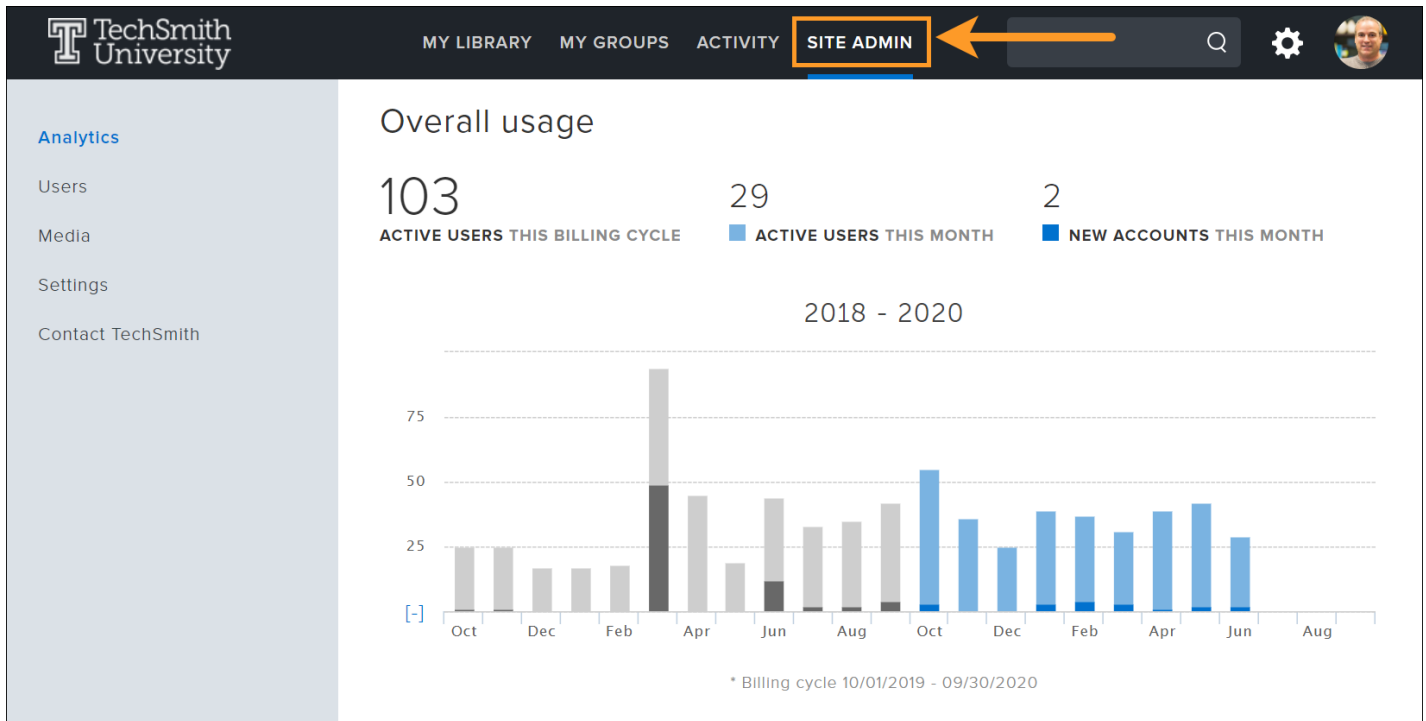 TechSmith
University
MY LIBRARY MY GROUPS ACTIVITY SITE ADMIN
Analytics
Users
Media
Settings
Contact TechSmith
Overall usage
103
ACTIVE USERS THIS BILLING CYCLE
29
ACTIVE USERS THIS MONTH
2
NEW ACCOUNTS THIS MONTH
2018 - 2020
75
50
25
[-]
Oct Dec Feb Apr Jun Aug Oct Dec Feb Apr Jun Aug
* Billing cycle 10/01/2019 - 09/30/2020